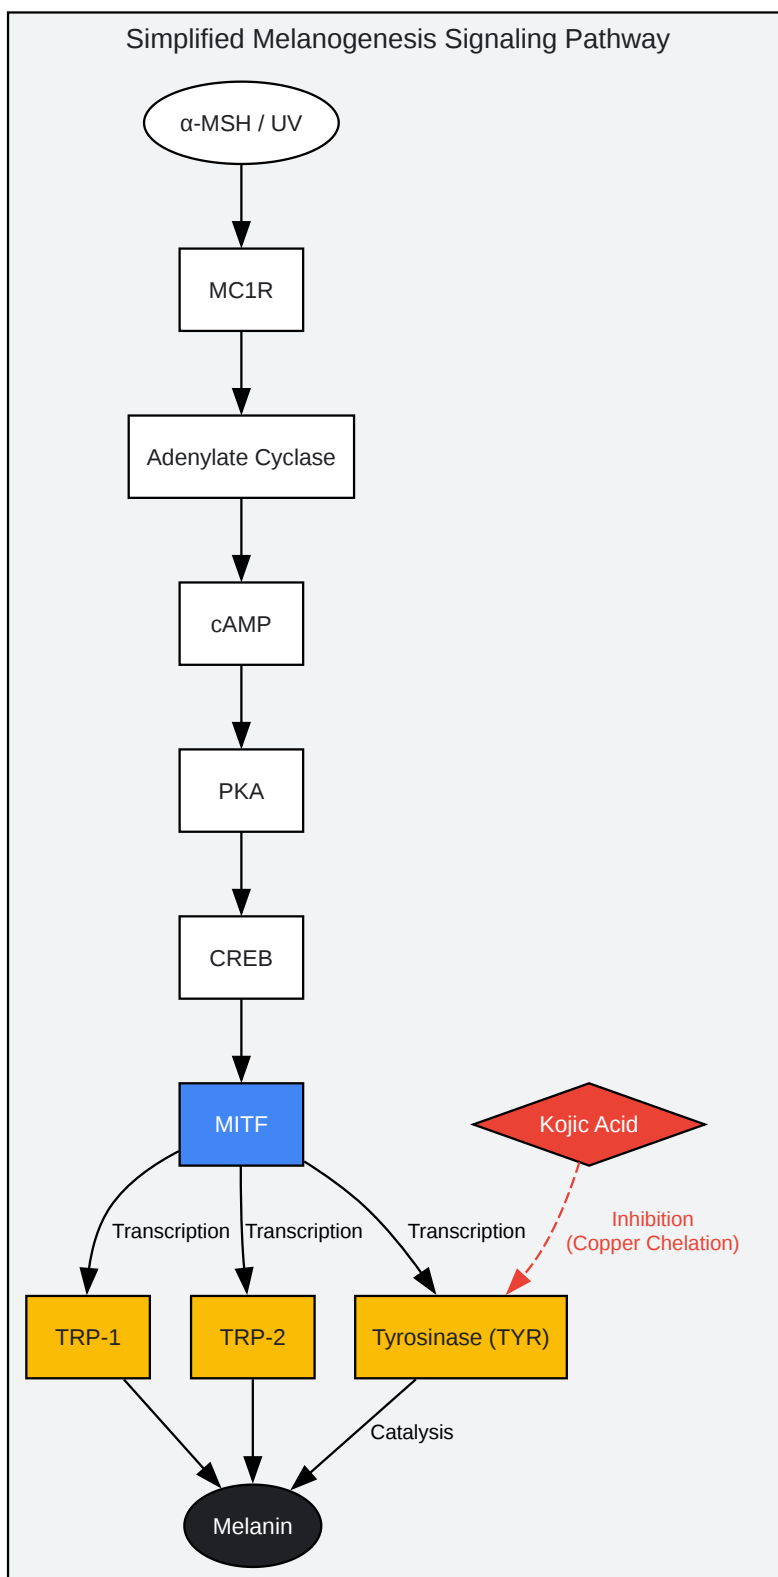 Simplified Melanogenesis Signaling Pathway
α-MSH / UV
MC1R
Adenylate Cyclase
cAMP
PKA
CREB
MITF
Kojic Acid
Transcription
Transcription
Transcription
Inhibition
(Copper Chelation)
TRP-1
TRP-2
Tyrosinase (TYR)
Catalysis
Melanin